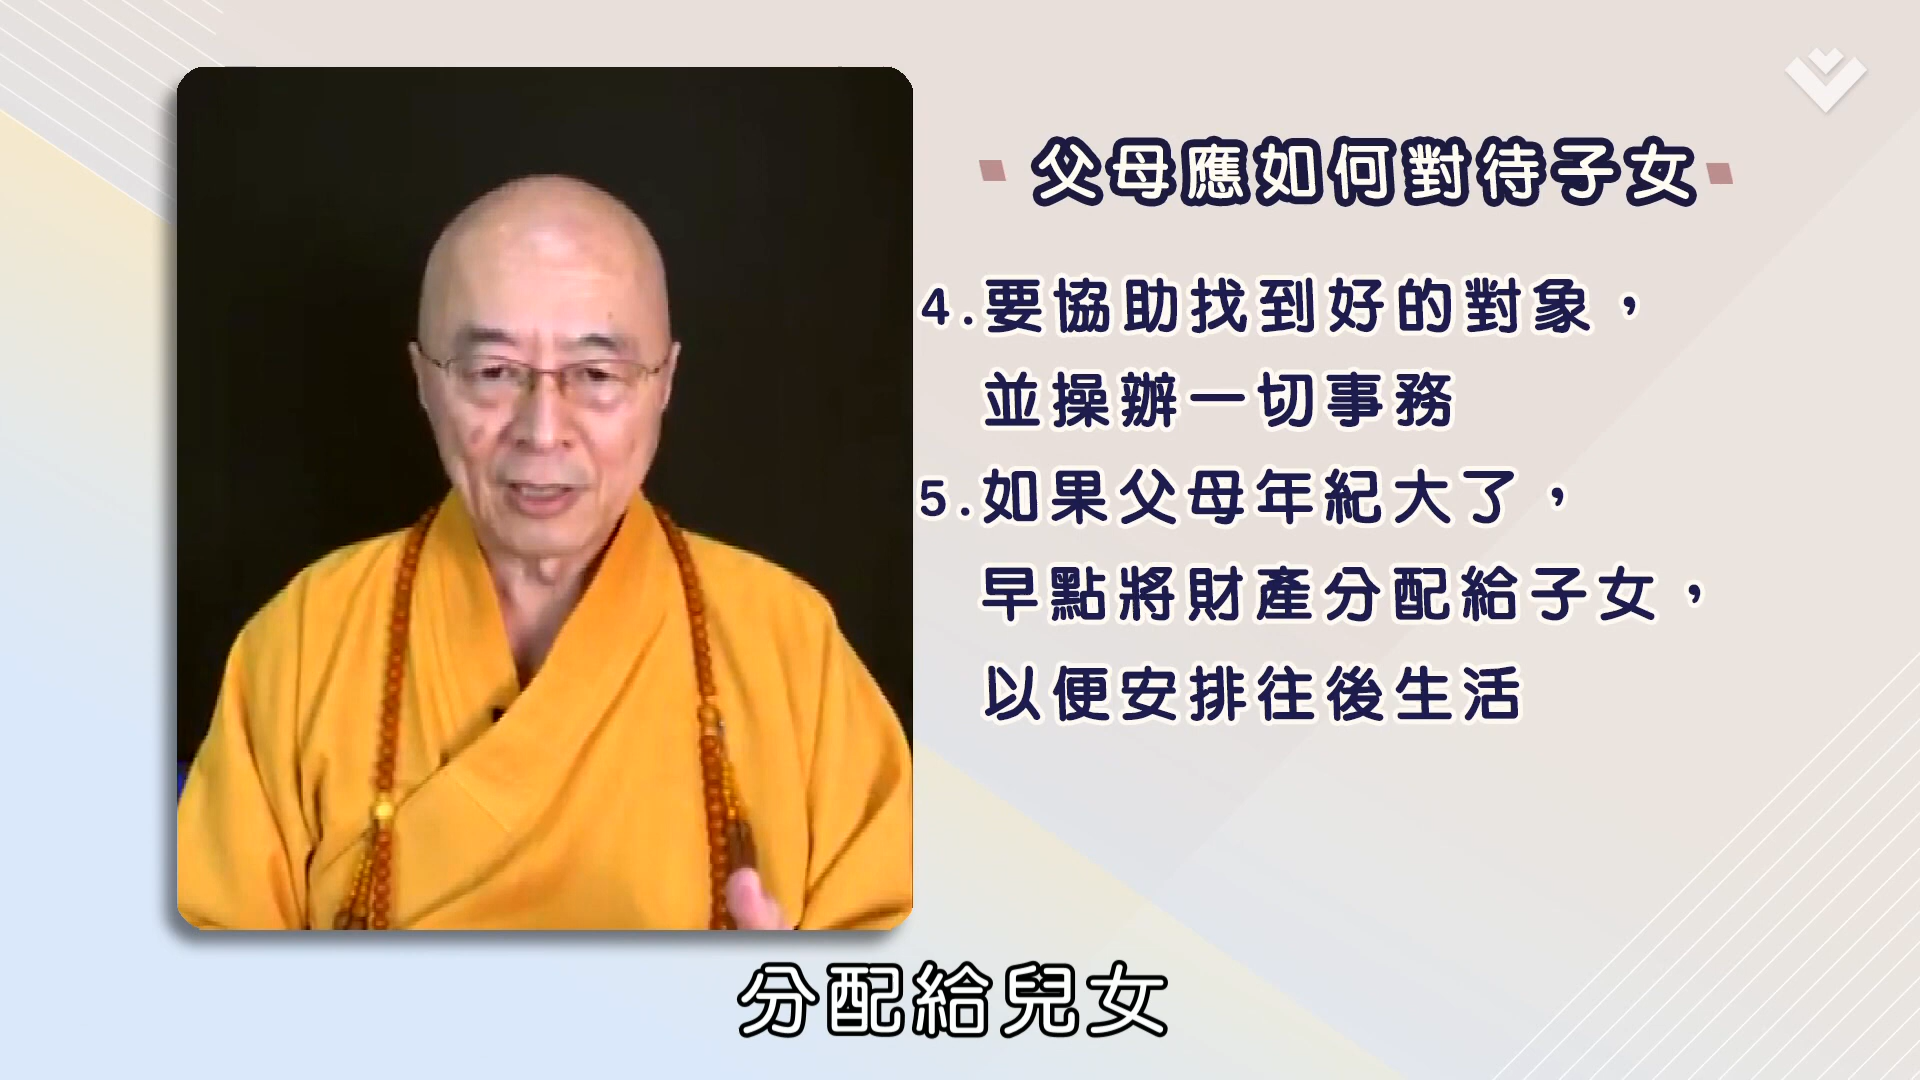 父母應如何對待子女
4.要協助找到好的對象，
並操辦一切事務
5.如果父母年紀大了，
早點將財產分配給子女，
以便安排往後生活
分配給兒女